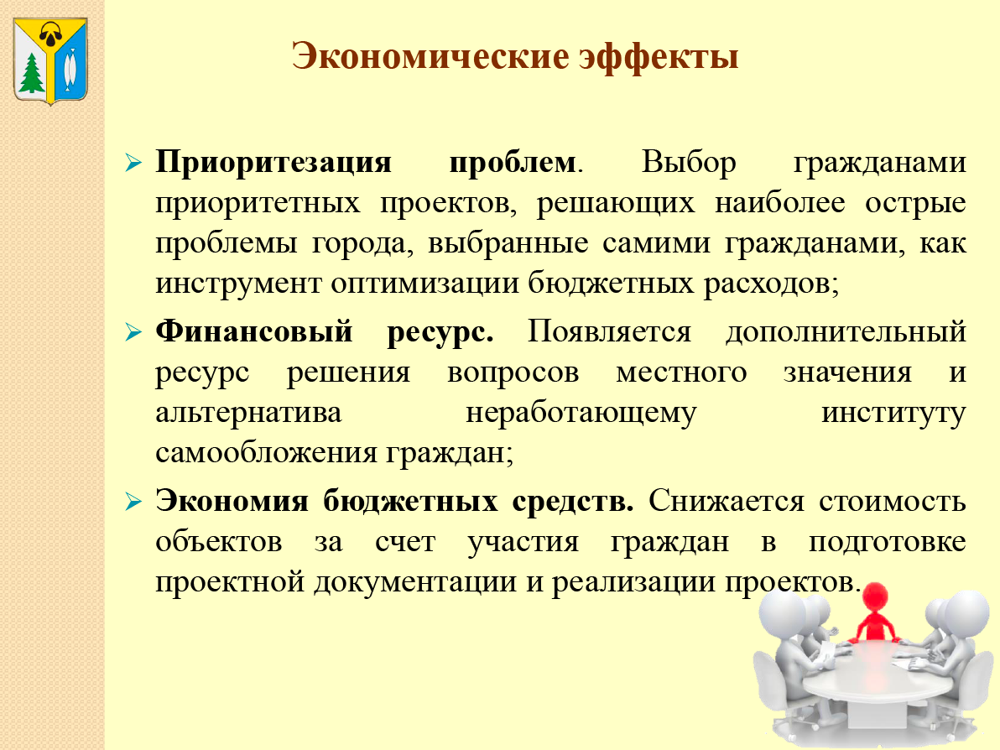 Экономические эффекты
Приоритезация проблем. Выбор гражданами
приоритетных проектов, решающих наиболее острые
проблемы города, выбранные самими гражданами, как
инструмент оптимизации бюджетных расходов;
Финансовый ресурс. Появляется дополнительный
ресурс решения вопросов местного значения и
альтернатива неработающему институту
самообложения граждан;
Экономия бюджетных средств. Снижается стоимость
объектов за счет участия граждан в подготовке
проектной документации и реализации проектов.